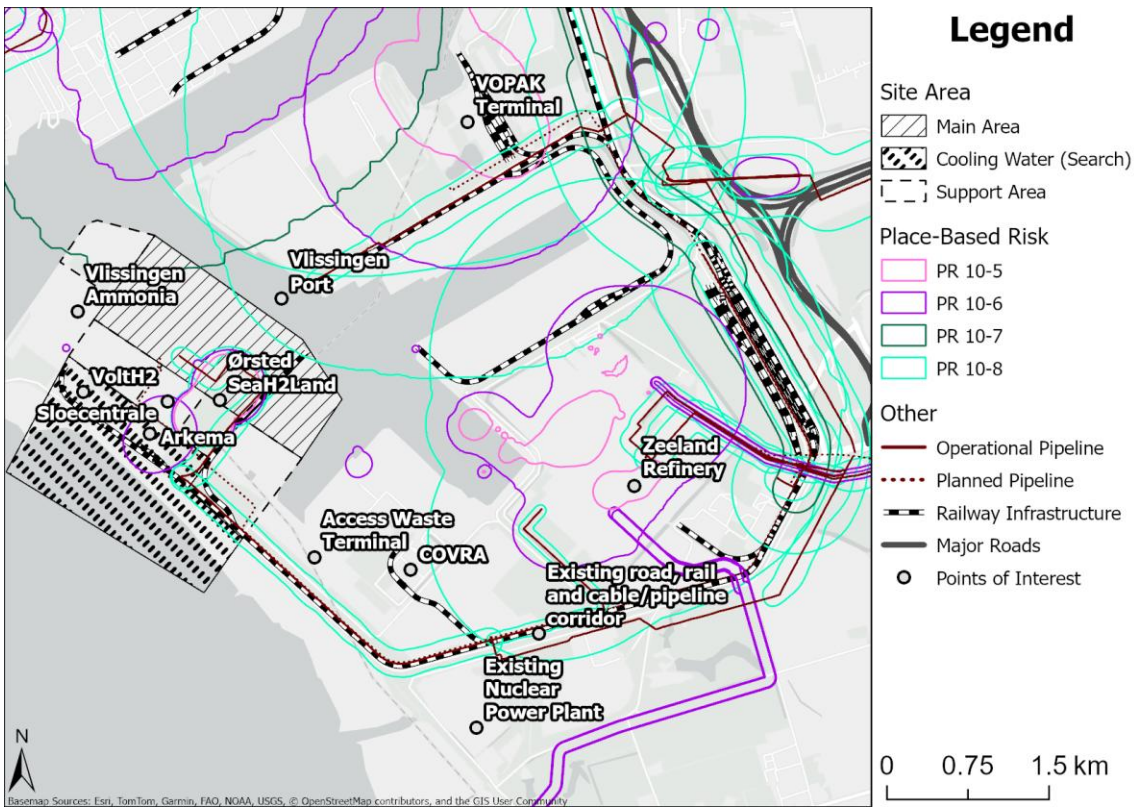 VOPAK
Terminal
Vlissingen
Port
Vlissingen
Ammonia
Ørsted
SeaH2Land
VoltH2
Sloecentrale
Arkema
Zeeland
Refinery
Access Waste
Terminal
COVRA
Existing road, rail
and cable/pipeline
corridor
Existing
Nuclear
Power Plant
N
Basemap Sources: Esri, TomTom, Garmin, FAO, NOAA, USGS, © OpenStreetMap contributors, and the GIS User Community
Legend
Site Area
Main Area
Cooling Water (Search)
Support Area
Place-Based Risk
PR 10-5
PR 10-6
PR 10-7
PR 10-8
Other
Operational Pipeline
Planned Pipeline
Railway Infrastructure
Major Roads
Points of Interest
0 0.75 1.5 km